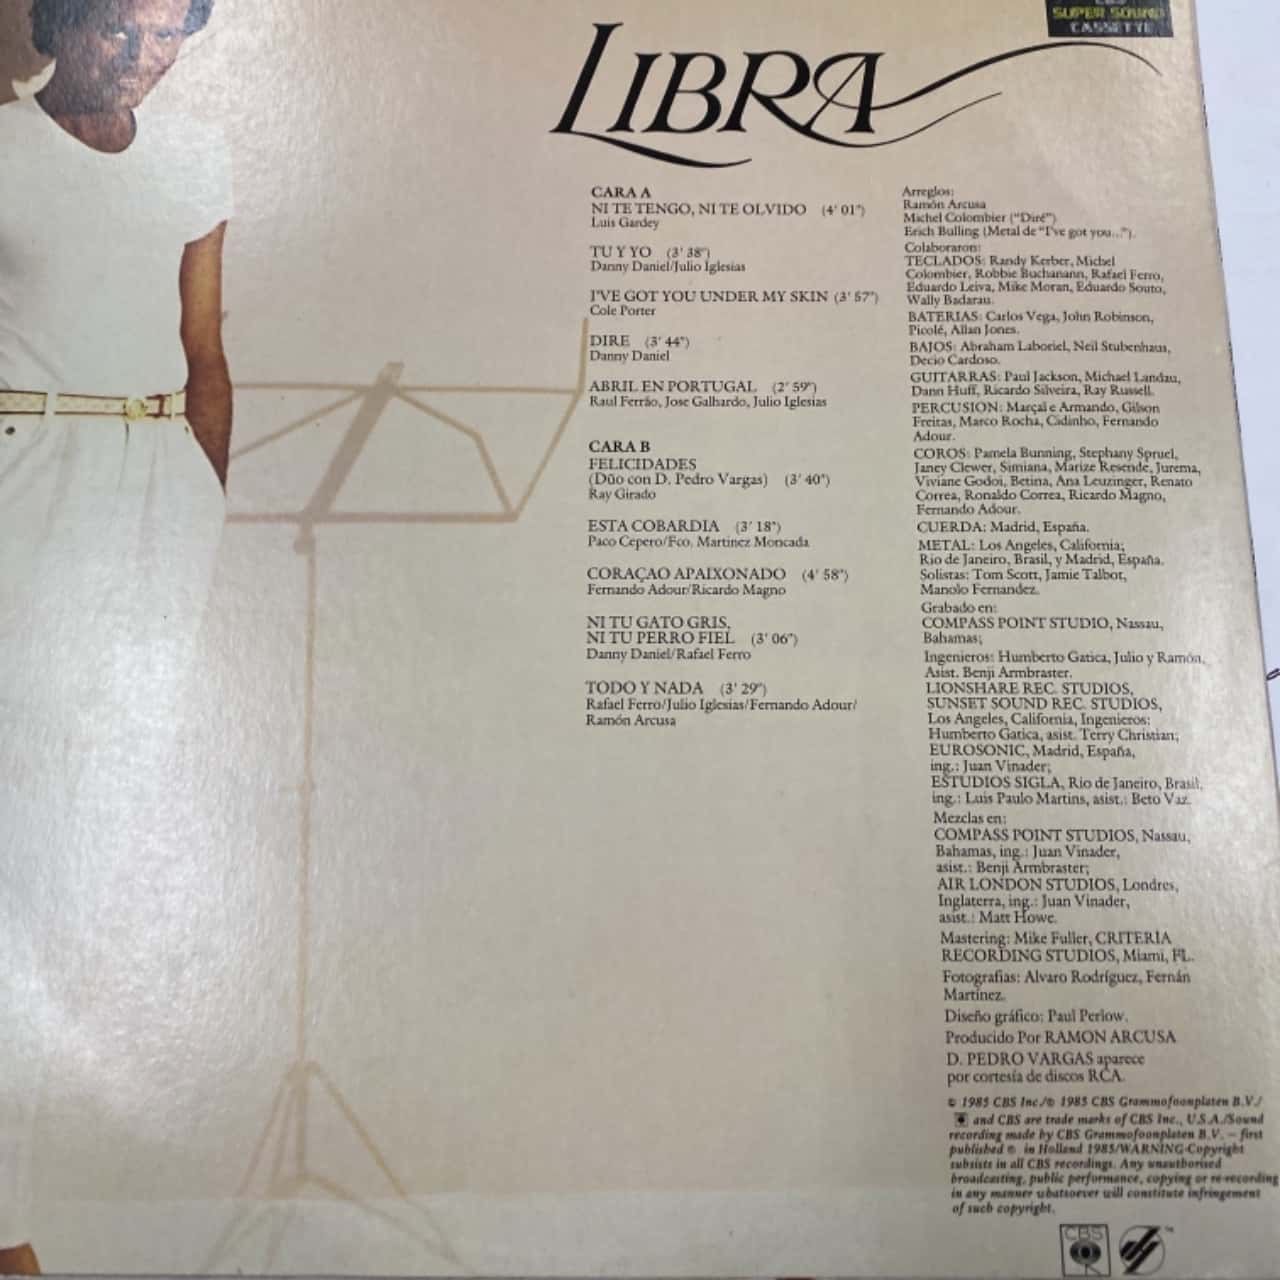 CBS
SUPER SOUND
CASSETTE
LIBRA
CARA A
NI TE TENGO, NI TE OLVIDO (4' 01")
Luis Gardey
TU Y YO (3' 38")
Danny Daniel/Julio Iglesias
I'VE GOT YOU UNDER MY SKIN (3' 57")
Cole Porter
DIRE (3' 44")
Danny Daniel
ABRIL EN PORTUGAL (2' 59")
Raul Ferrão, Jose Galhardo, Julio Iglesias
CARA B
FELICIDADES
(Dúo con D. Pedro Vargas) (3' 40")
Ray Girado
ESTA COBARDIA (3' 18")
Paco Cepero/Fco. Martinez Moncada
CORAÇAO APAIXONADO (4' 58")
Fernando Adour/Ricardo Magno
NI TU GATO GRIS,
NI TU PERRO FIEL (3' 06")
Danny Daniel/Rafael Ferro
TODO Y NADA (3' 29")
Rafael Ferro/Julio Iglesias/Fernando Adour/
Ramón Arcusa
Arreglos:
Ramón Arcusa
Michel Colombier ("Diré")
Erich Bulling (Metal de "I've got you...").
Colaboraron:
TECLADOS: Randy Kerber, Michel
Colombier, Robbie Buchanann, Rafael Ferro,
Eduardo Leiva, Mike Moran, Eduardo Souto,
Wally Badarau.
BATERIAS: Carlos Vega, John Robinson,
Picolé, Allan Jones.
BAJOS: Abraham Laboriel, Neil Stubenhaus,
Decio Cardoso.
GUITARRAS: Paul Jackson, Michael Landau,
Dann Huff, Ricardo Silveira, Ray Russell.
PERCUSION: Marçal e Armando, Gilson
Freitas, Marco Rocha, Cidinho, Fernando
Adour.
COROS: Pamela Bunning, Stephany Spruel,
Janey Clewer, Simiana, Marize Resende, Jurema,
Viviane Godoi, Betina, Ana Leuzinger, Renato
Correa, Ronaldo Correa, Ricardo Magno,
Fernando Adour.
CUERDA: Madrid, España.
METAL: Los Angeles, California;
Rio de Janeiro, Brasil, y Madrid, España.
Solistas: Tom Scott, Jamie Talbot,
Manolo Fernandez.
Grabado en:
COMPASS POINT STUDIO, Nassau,
Bahamas;
Ingenieros: Humberto Gatica, Julio y Ramón,
Asist. Benji Armbraster.
LIONSHARE REC. STUDIOS,
SUNSET SOUND REC. STUDIOS,
Los Angeles, California, Ingenieros:
Humberto Gatica, asist. Terry Christian;
EUROSONIC, Madrid, España,
ing.: Juan Vinader;
ESTUDIOS SIGLA, Rio de Janeiro, Brasil,
ing.: Luis Paulo Martins, asist.: Beto Vaz.
Mezclas en:
COMPASS POINT STUDIOS, Nassau,
Bahamas, ing.: Juan Vinader,
asist.: Benji Armbraster;
AIR LONDON STUDIOS, Londres,
Inglaterra, ing.: Juan Vinader,
asist.: Matt Howe.
Mastering: Mike Fuller, CRITERIA
RECORDING STUDIOS, Miami, FL.
Fotografias: Alvaro Rodríguez, Fernán
Martinez.
Diseño gráfico: Paul Perlow.
Producido Por RAMON ARCUSA
D. PEDRO VARGAS aparece
por cortesía de discos RCA.
© 1985 CBS Inc./℗ 1985 CBS Grammofoonplaten B.V./
and CBS are trade marks of CBS Inc., U.S.A./Sound
recording made by CBS Grammofoonplaten B.V. – first
published ℗ in Holland 1985/WARNING·Copyright
subsists in all CBS recordings. Any unauthorised
broadcasting, public performance, copying or re-recording
in any manner whatsoever will constitute infringement
of such copyright.
CBS
TM